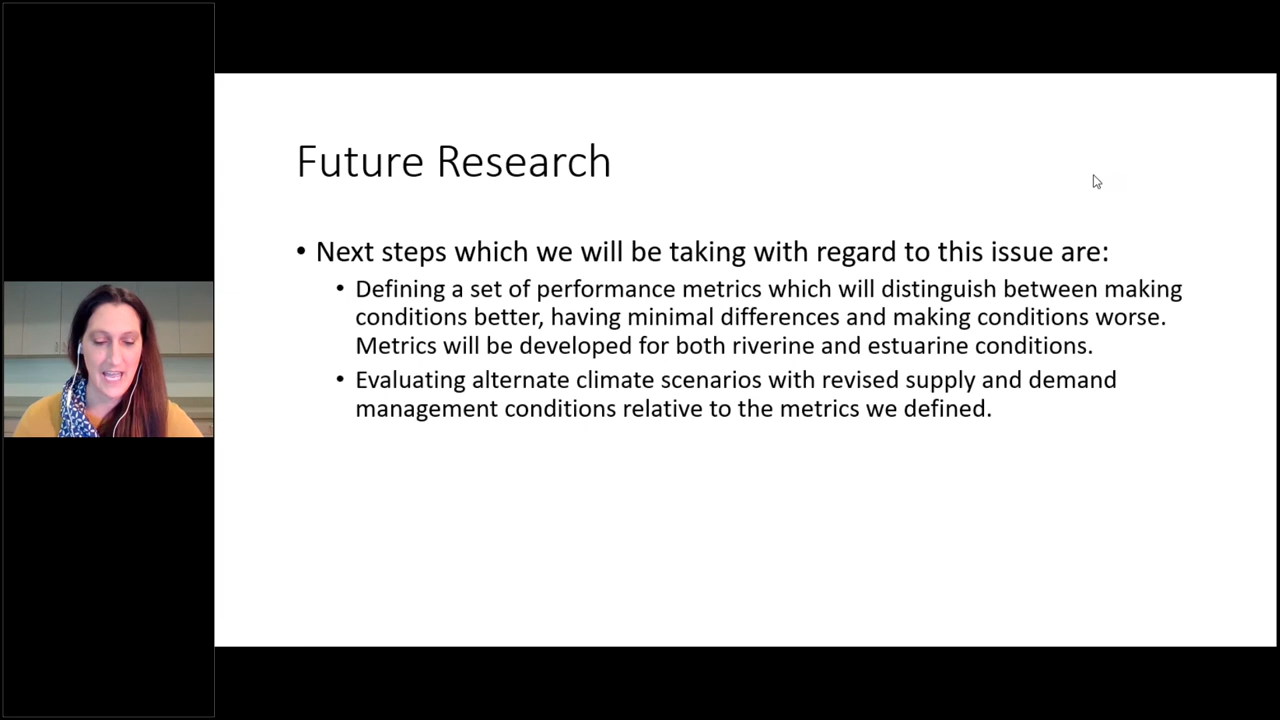 Future Research
• Next steps which we will be taking with regard to this issue are:
• Defining a set of performance metrics which will distinguish between making
conditions better, having minimal differences and making conditions worse.
Metrics will be developed for both riverine and estuarine conditions.
• Evaluating alternate climate scenarios with revised supply and demand
management conditions relative to the metrics we defined.